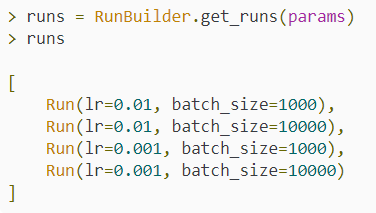 > runs = RunBuilder.get_runs(params)
> runs
[
    Run(lr=0.01, batch_size=1000),
    Run(lr=0.01, batch_size=10000),
    Run(lr=0.001, batch_size=1000),
    Run(lr=0.001, batch_size=10000)
]